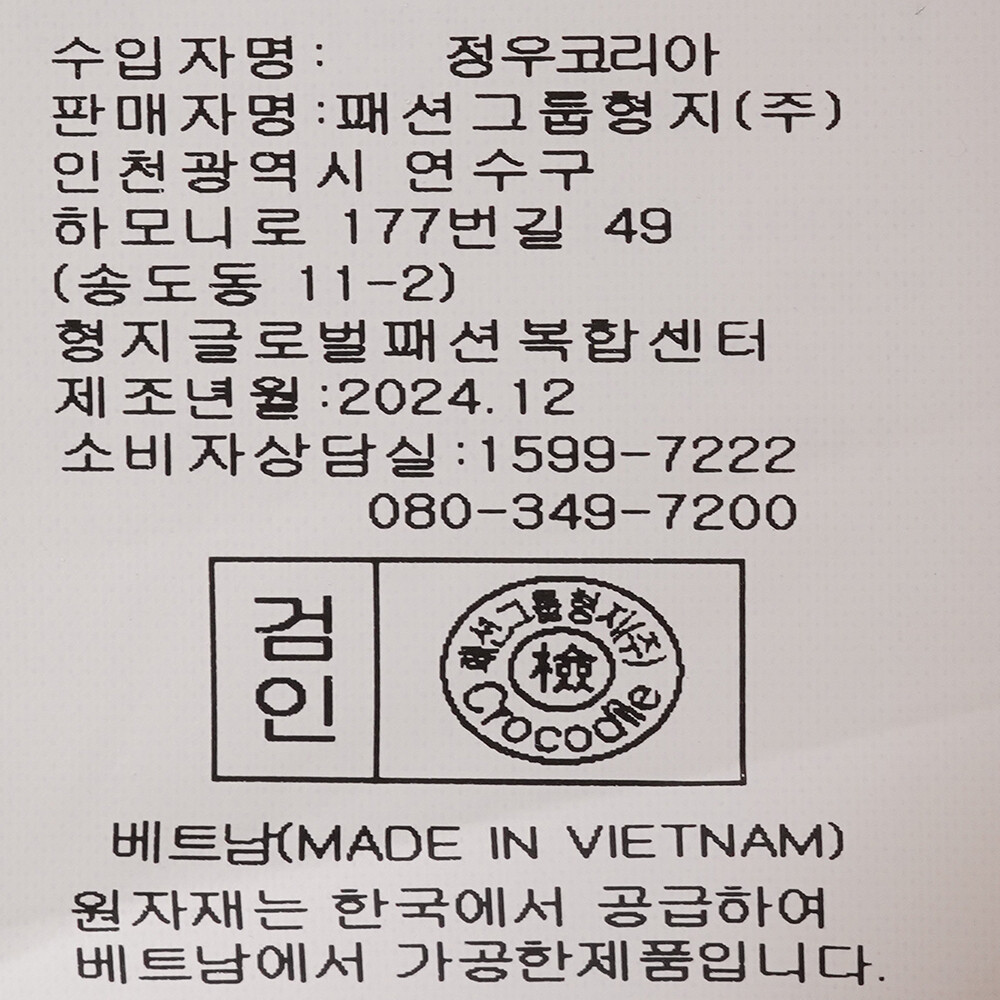 수입자명: 정우코리아
판매자명:패션그룹형지(주)
인천광역시 연수구
하모니로 177번길 49
(송도동 11-2)
형지글로벌패션복합센터
제조년월:2024.12
소비자상담실:1599-7222
080-349-7200
검인
패션그룹형지(주)
檢
Crocodile
베트남(MADE IN VIETNAM)
원자재는 한국에서 공급하여
베트남에서 가공한제품입니다.